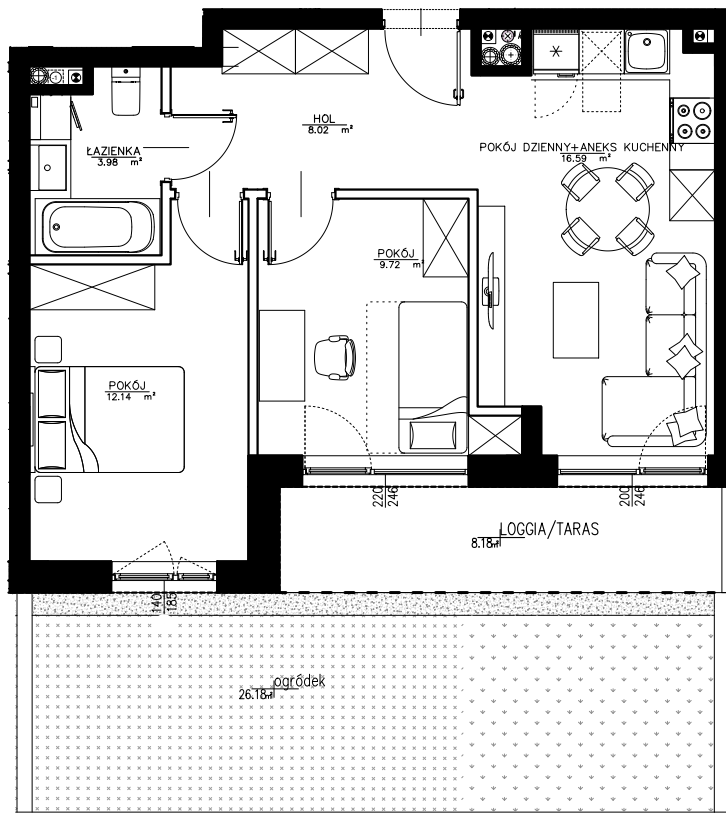 HOL
8.02 m²
POKÓJ DZIENNY+ANEKS KUCHENNY
16.59 m²
ŁAZIENKA
3.98 m²
POKÓJ
9.72 m²
POKÓJ
12.14 m²
220
246
200
246
LOGGIA/TARAS
8.18m²
140
185
ogródek
26.18m²